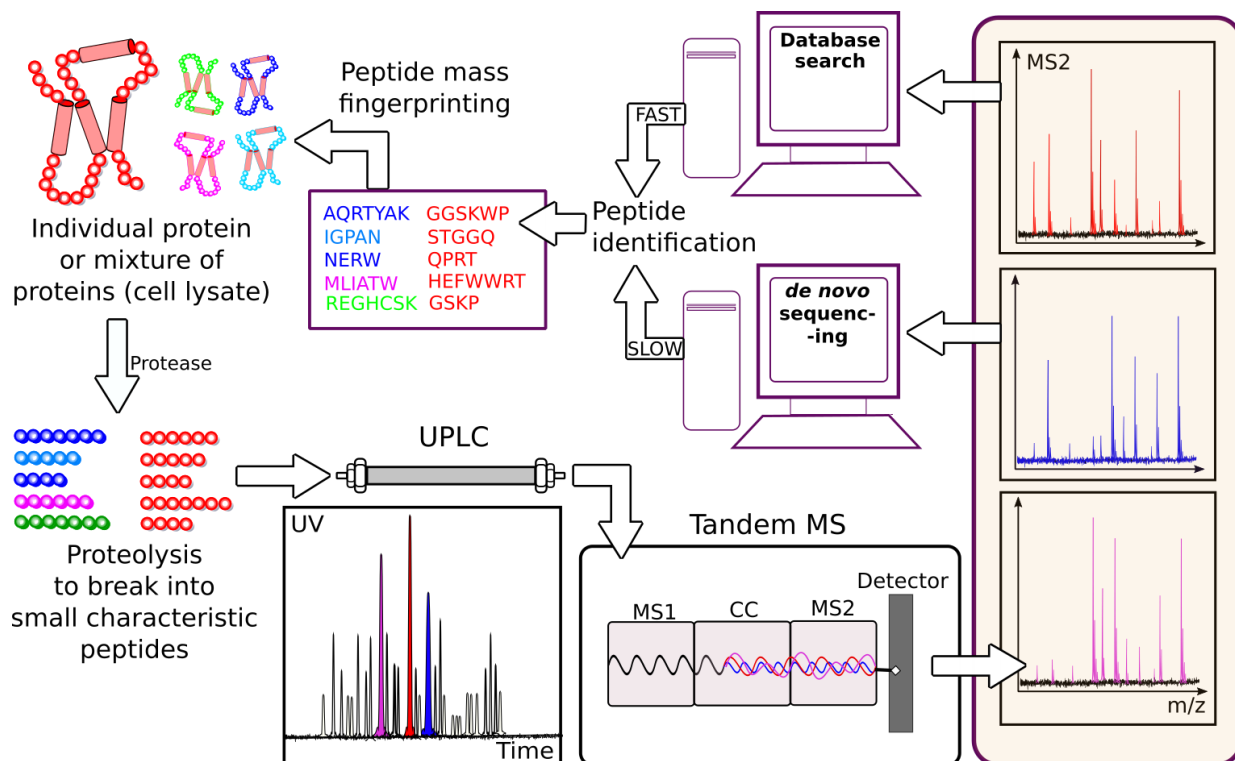 Peptide mass
fingerprinting
Individual protein
or mixture of
proteins (cell lysate)
Protease
Proteolysis
to break into
small characteristic
peptides
AQRTYAK GGSKWP
IGPAN STGGQ
NERW QPRT
MLIATW HEFWWRT
REGHCSK GSKP
Peptide
identification
FAST
SLOW
Database
search
de novo
sequenc-
-ing
MS2
m/z
UPLC
UV
Time
Tandem MS
Detector
MS1 CC MS2